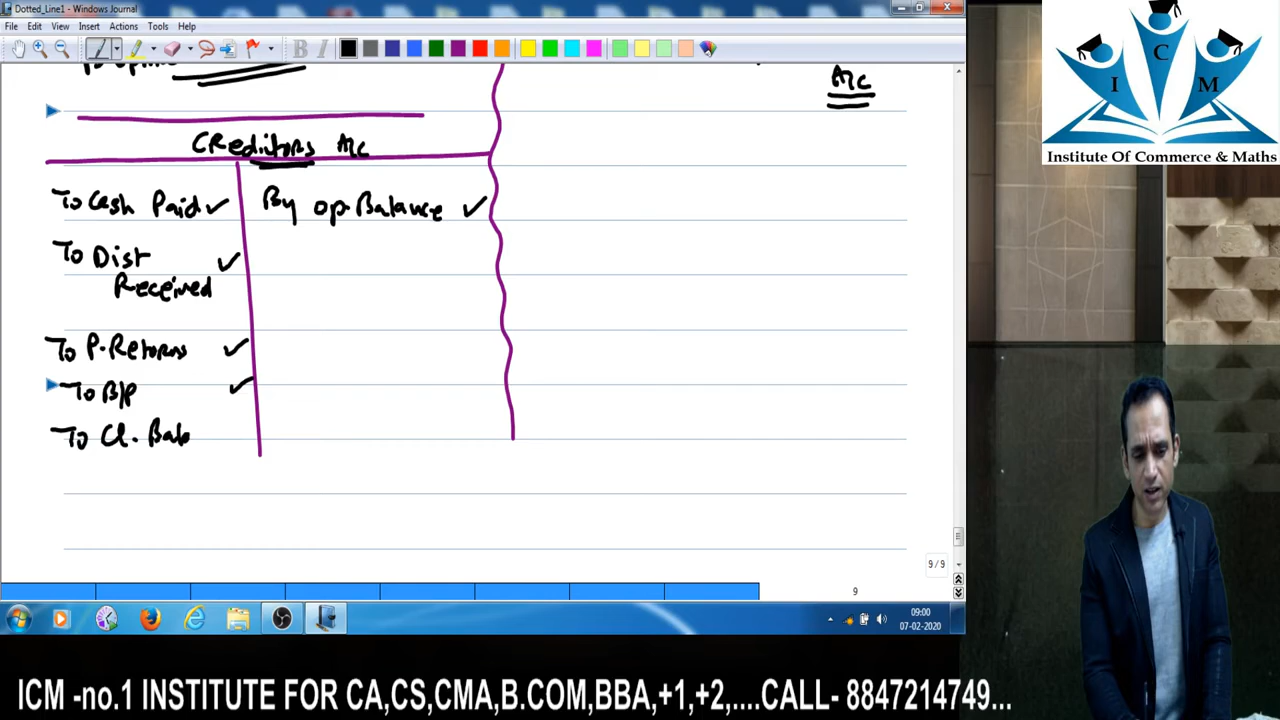 Dotted_Line1 - Windows Journal
File Edit View Insert Actions Tools Help
A/c
CReditors A/c
To Cash Paid ✓ By op. Balance ✓
To Dist ✓
Received
To P. Returns ✓
To B/P ✓
To Cl. Bal
9 / 9
9
09:00
07-02-2020
I C M
Institute Of Commerce & Maths
ICM -no.1 INSTITUTE FOR CA,CS,CMA,B.COM,BBA,+1,+2,....CALL- 8847214749...